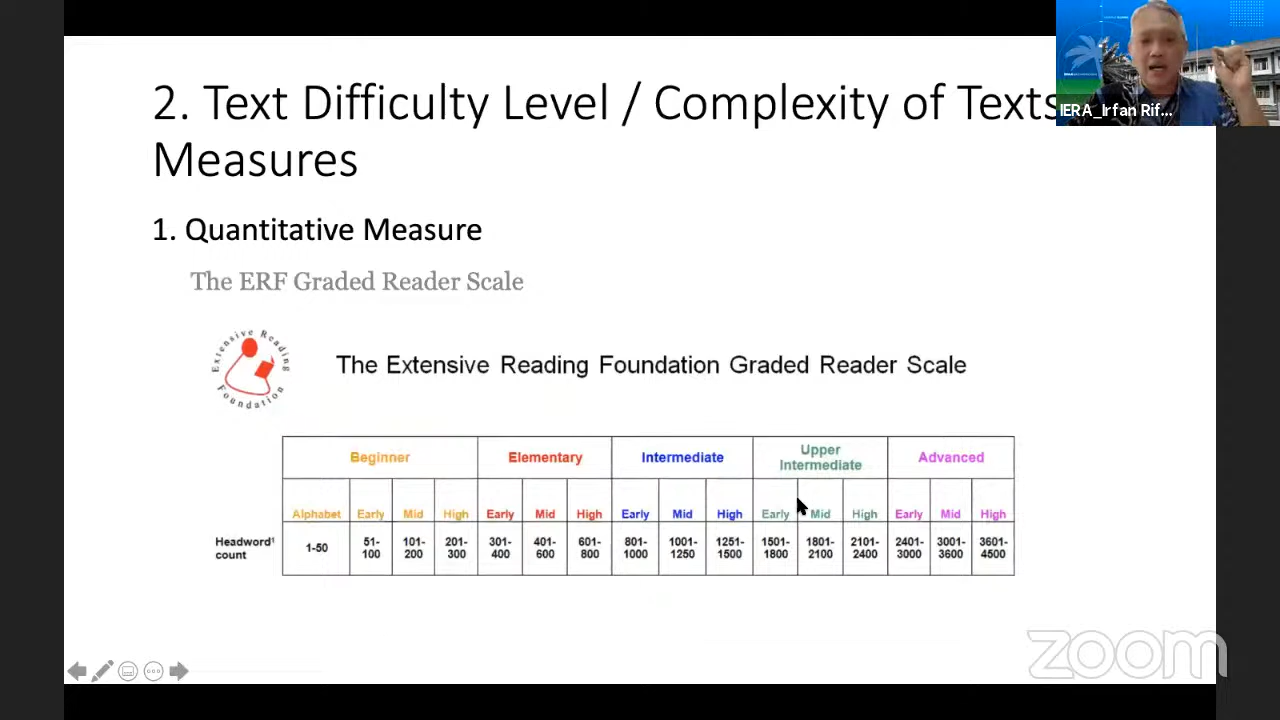 2. Text Difficulty Level / Complexity of Texts
Measures
IERA_Irfan Rif...
1. Quantitative Measure
The ERF Graded Reader Scale
Extensive Reading Foundation
The Extensive Reading Foundation Graded Reader Scale
Beginner Elementary Intermediate Upper Intermediate Advanced
Alphabet Early Mid High Early Mid High Early Mid High Early Mid High Early Mid High
Headword¹ count 1-50 51-100 101-200 201-300 301-400 401-600 601-800 801-1000 1001-1250 1251-1500 1501-1800 1801-2100 2101-2400 2401-3000 3001-3600 3601-4500
zoom